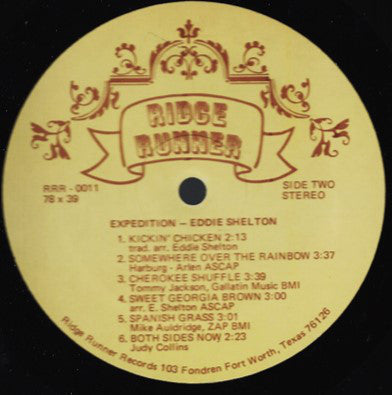 RIDGE
RUNNER
RRR - 0011
78 x 39
SIDE TWO
STEREO
EXPEDITION — EDDIE SHELTON
1. KICKIN' CHICKEN 2:13
trad. arr. Eddie Shelton
2. SOMEWHERE OVER THE RAINBOW 3:37
Harburg - Arlen ASCAP
3. CHEROKEE SHUFFLE 3:39
Tommy Jackson, Gallatin Music BMI
4. SWEET GEORGIA BROWN 3:00
arr. E. Shelton ASCAP
5. SPANISH GRASS 3:01
Mike Auldridge, ZAP BMI
6. BOTH SIDES NOW 2:23
Judy Collins
Ridge Runner Records 103 Fondren Fort Worth, Texas 76126